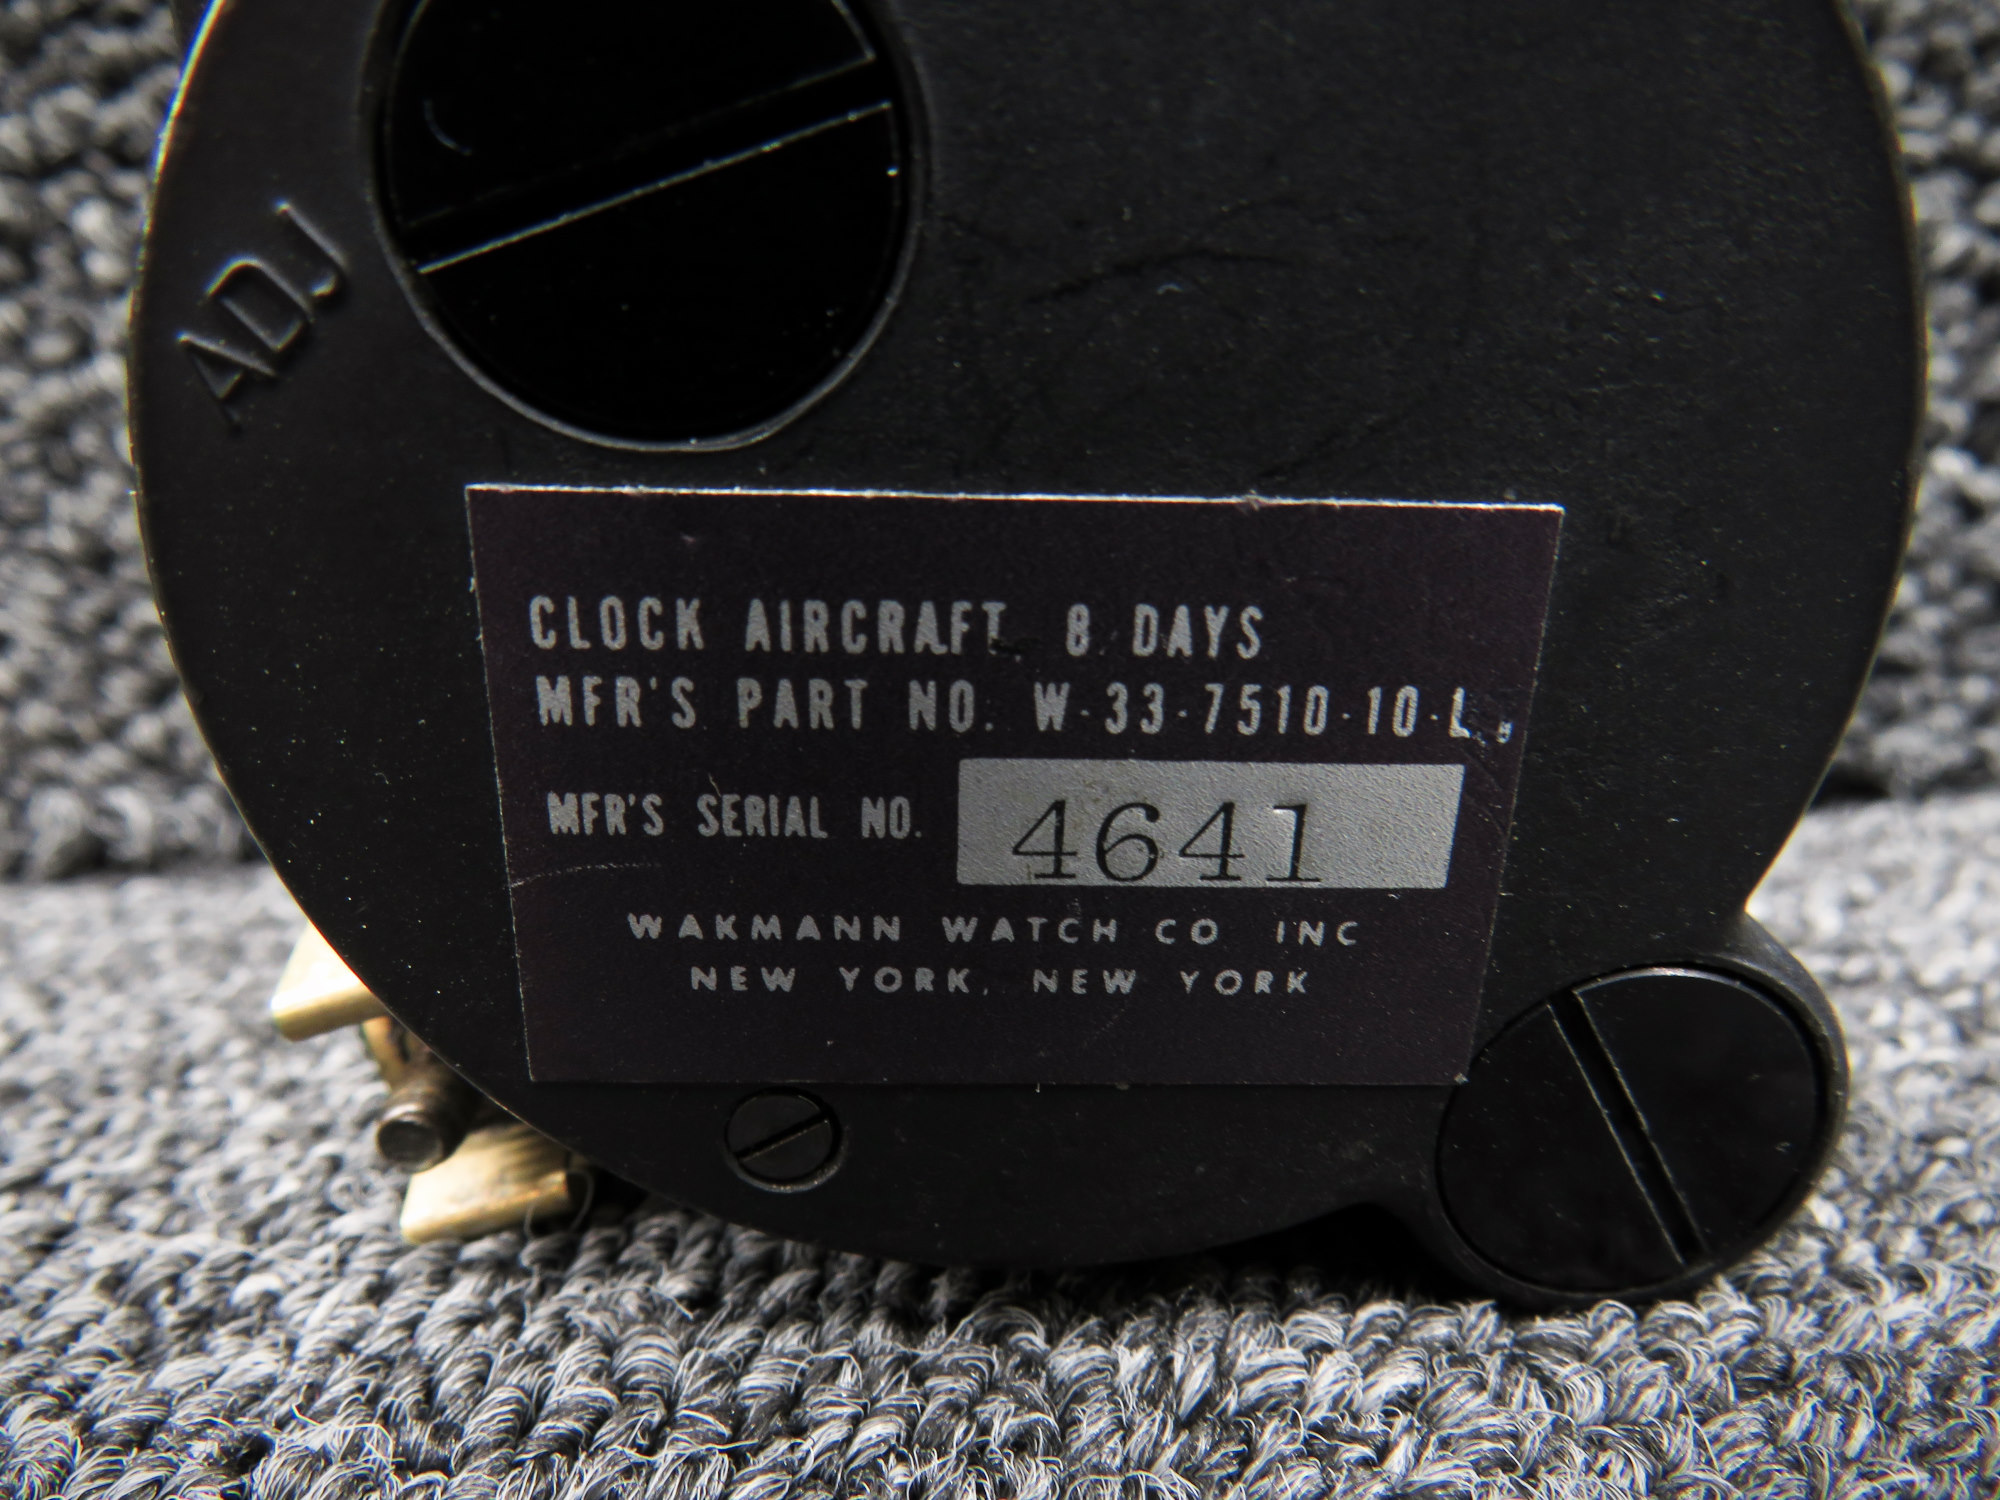 ADJ
CLOCK AIRCRAFT, 8 DAYS
MFR'S PART NO. W-33-7510-10-L
MFR'S SERIAL NO. 4641
WAKMANN WATCH CO INC
NEW YORK, NEW YORK